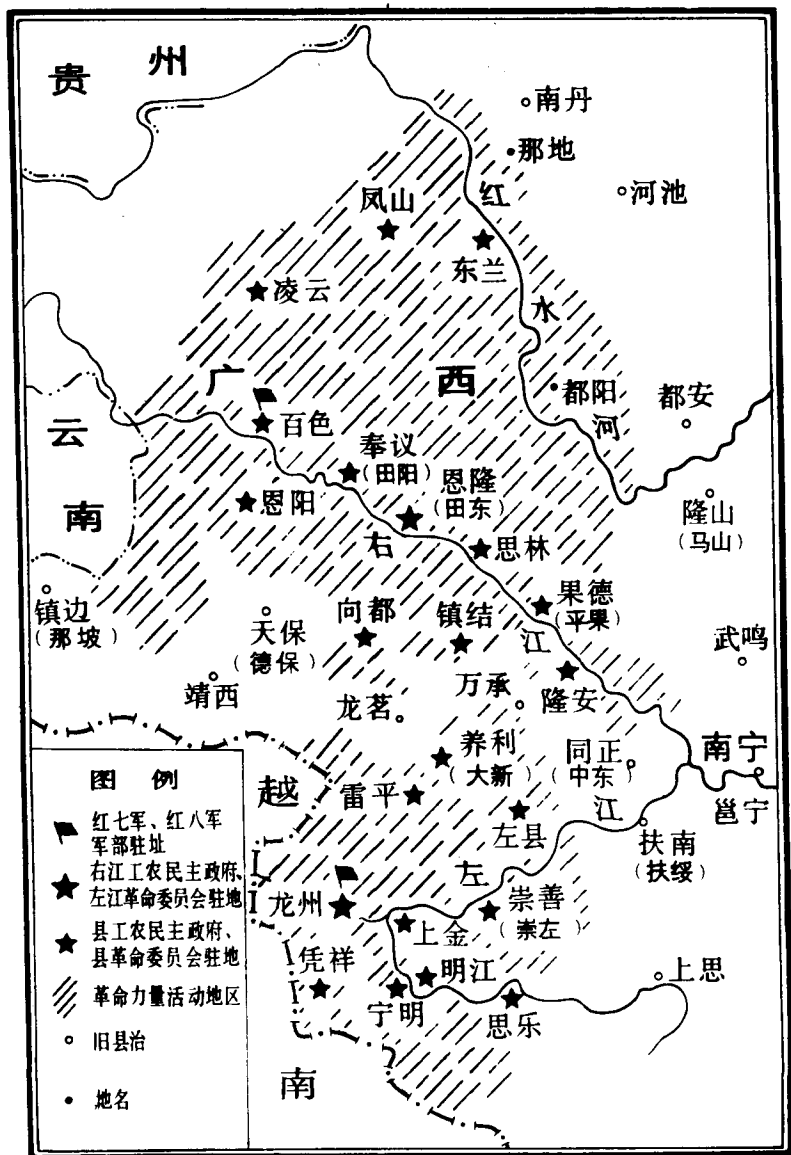 贵州
南丹
那地
河池
凤山
红
东兰
凌云
水
广西
都阳
都安
河
云
南
百色
奉议
(田阳)
恩隆
(田东)
恩阳
右
思林
隆山
(马山)
果德
(平果)
镇边
(那坡)
天保
(德保)
向都
镇结
江
武鸣
靖西
万承
隆安
龙茗
养利
(大新)
同正
(中东)
南宁
邕宁
越
雷平
左县
江
扶南
(扶绥)
左
龙州
崇善
(崇左)
上金
凭祥
明江
上思
宁明
思乐
南
图例
红七军、红八军
军部驻址
右江工农民主政府、
左江革命委员会驻地
县工农民主政府、
县革命委员会驻地
革命力量活动地区
旧县治
地名